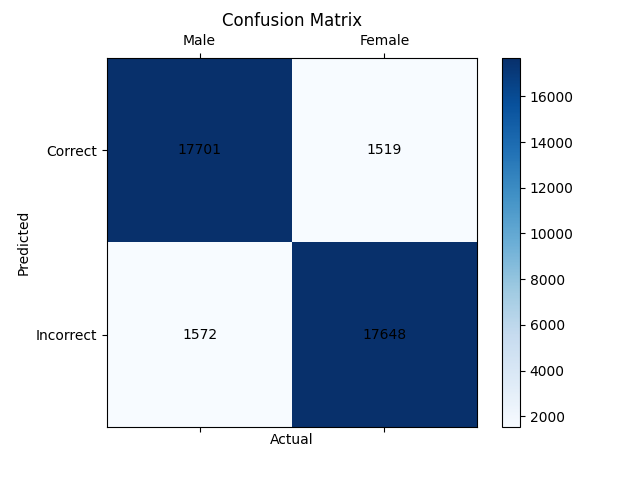 Confusion Matrix
Male Female
Correct 17701 1519 16000
14000
12000
10000
Predicted
8000
6000
Incorrect 1572 17648
4000
2000
Actual